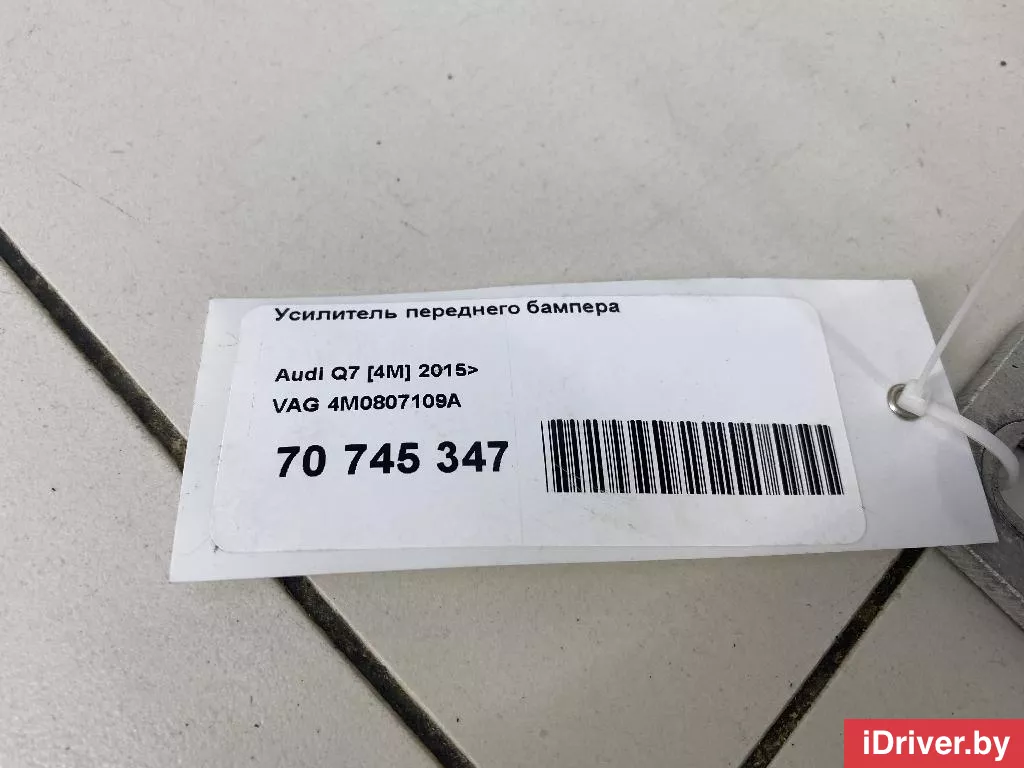 Усилитель переднего бампера
Audi Q7 [4M] 2015>
VAG 4M0807109A
70 745 347
iDriver.by